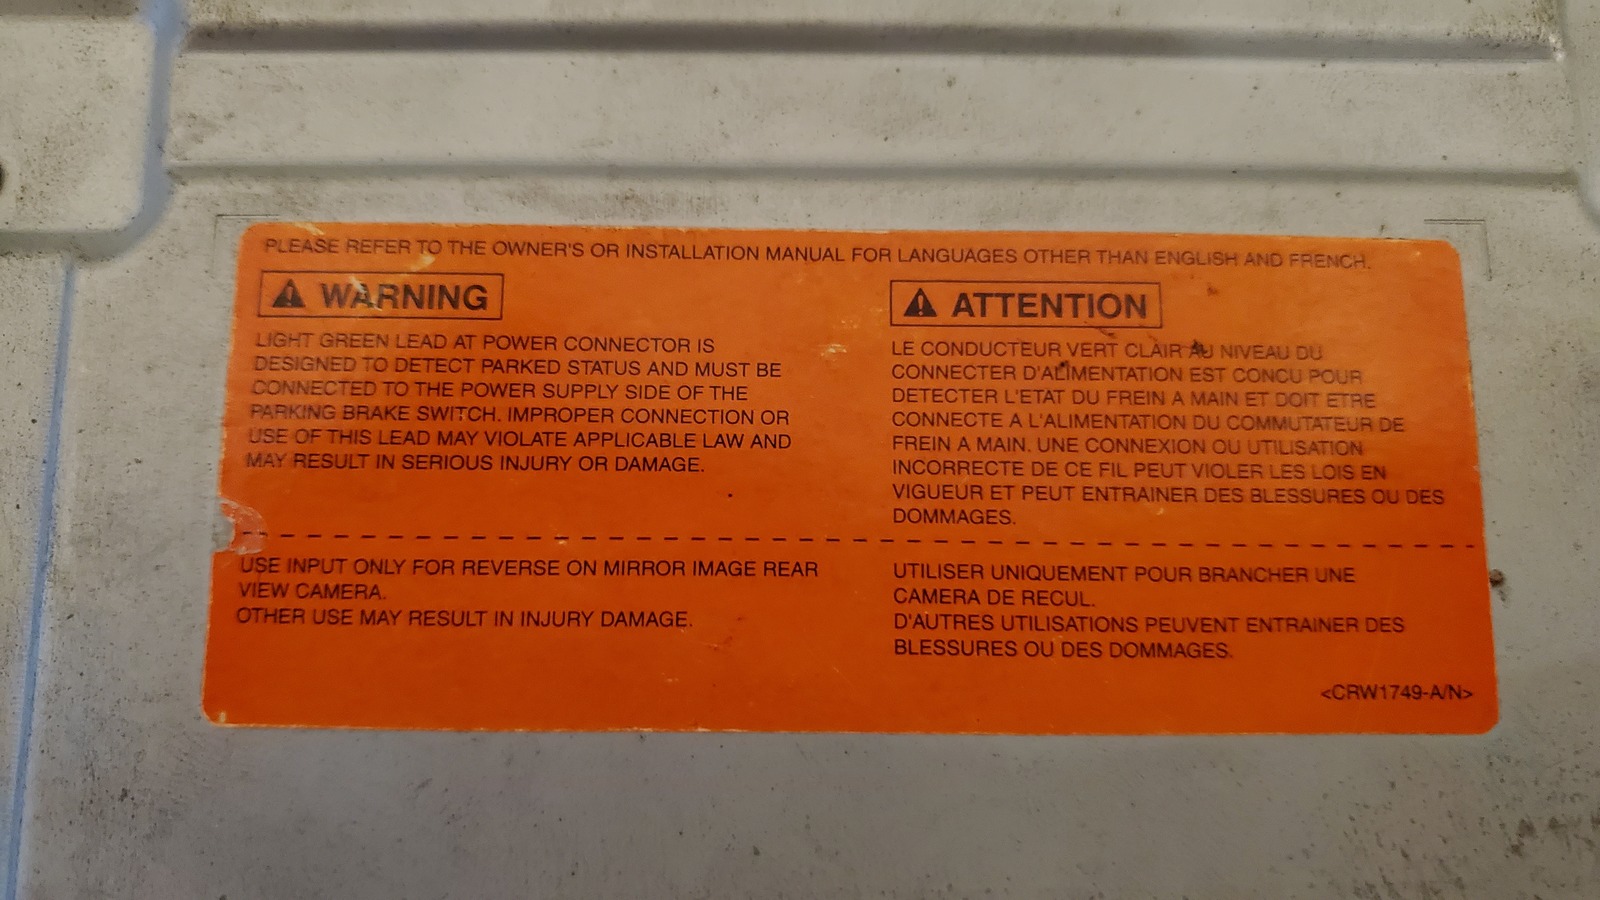 PLEASE REFER TO THE OWNER'S OR INSTALLATION MANUAL FOR LANGUAGES OTHER THAN ENGLISH AND FRENCH.
WARNING
LIGHT GREEN LEAD AT POWER CONNECTOR IS
DESIGNED TO DETECT PARKED STATUS AND MUST BE
CONNECTED TO THE POWER SUPPLY SIDE OF THE
PARKING BRAKE SWITCH. IMPROPER CONNECTION OR
USE OF THIS LEAD MAY VIOLATE APPLICABLE LAW AND
MAY RESULT IN SERIOUS INJURY OR DAMAGE.
USE INPUT ONLY FOR REVERSE ON MIRROR IMAGE REAR
VIEW CAMERA.
OTHER USE MAY RESULT IN INJURY DAMAGE.
ATTENTION
LE CONDUCTEUR VERT CLAIR AU NIVEAU DU
CONNECTER D'ALIMENTATION EST CONCU POUR
DETECTER L'ETAT DU FREIN A MAIN ET DOIT ETRE
CONNECTE A L'ALIMENTATION DU COMMUTATEUR DE
FREIN A MAIN. UNE CONNEXION OU UTILISATION
INCORRECTE DE CE FIL PEUT VIOLER LES LOIS EN
VIGUEUR ET PEUT ENTRAINER DES BLESSURES OU DES
DOMMAGES.
UTILISER UNIQUEMENT POUR BRANCHER UNE
CAMERA DE RECUL.
D'AUTRES UTILISATIONS PEUVENT ENTRAINER DES
BLESSURES OU DES DOMMAGES.
<CRW1749-A/N>